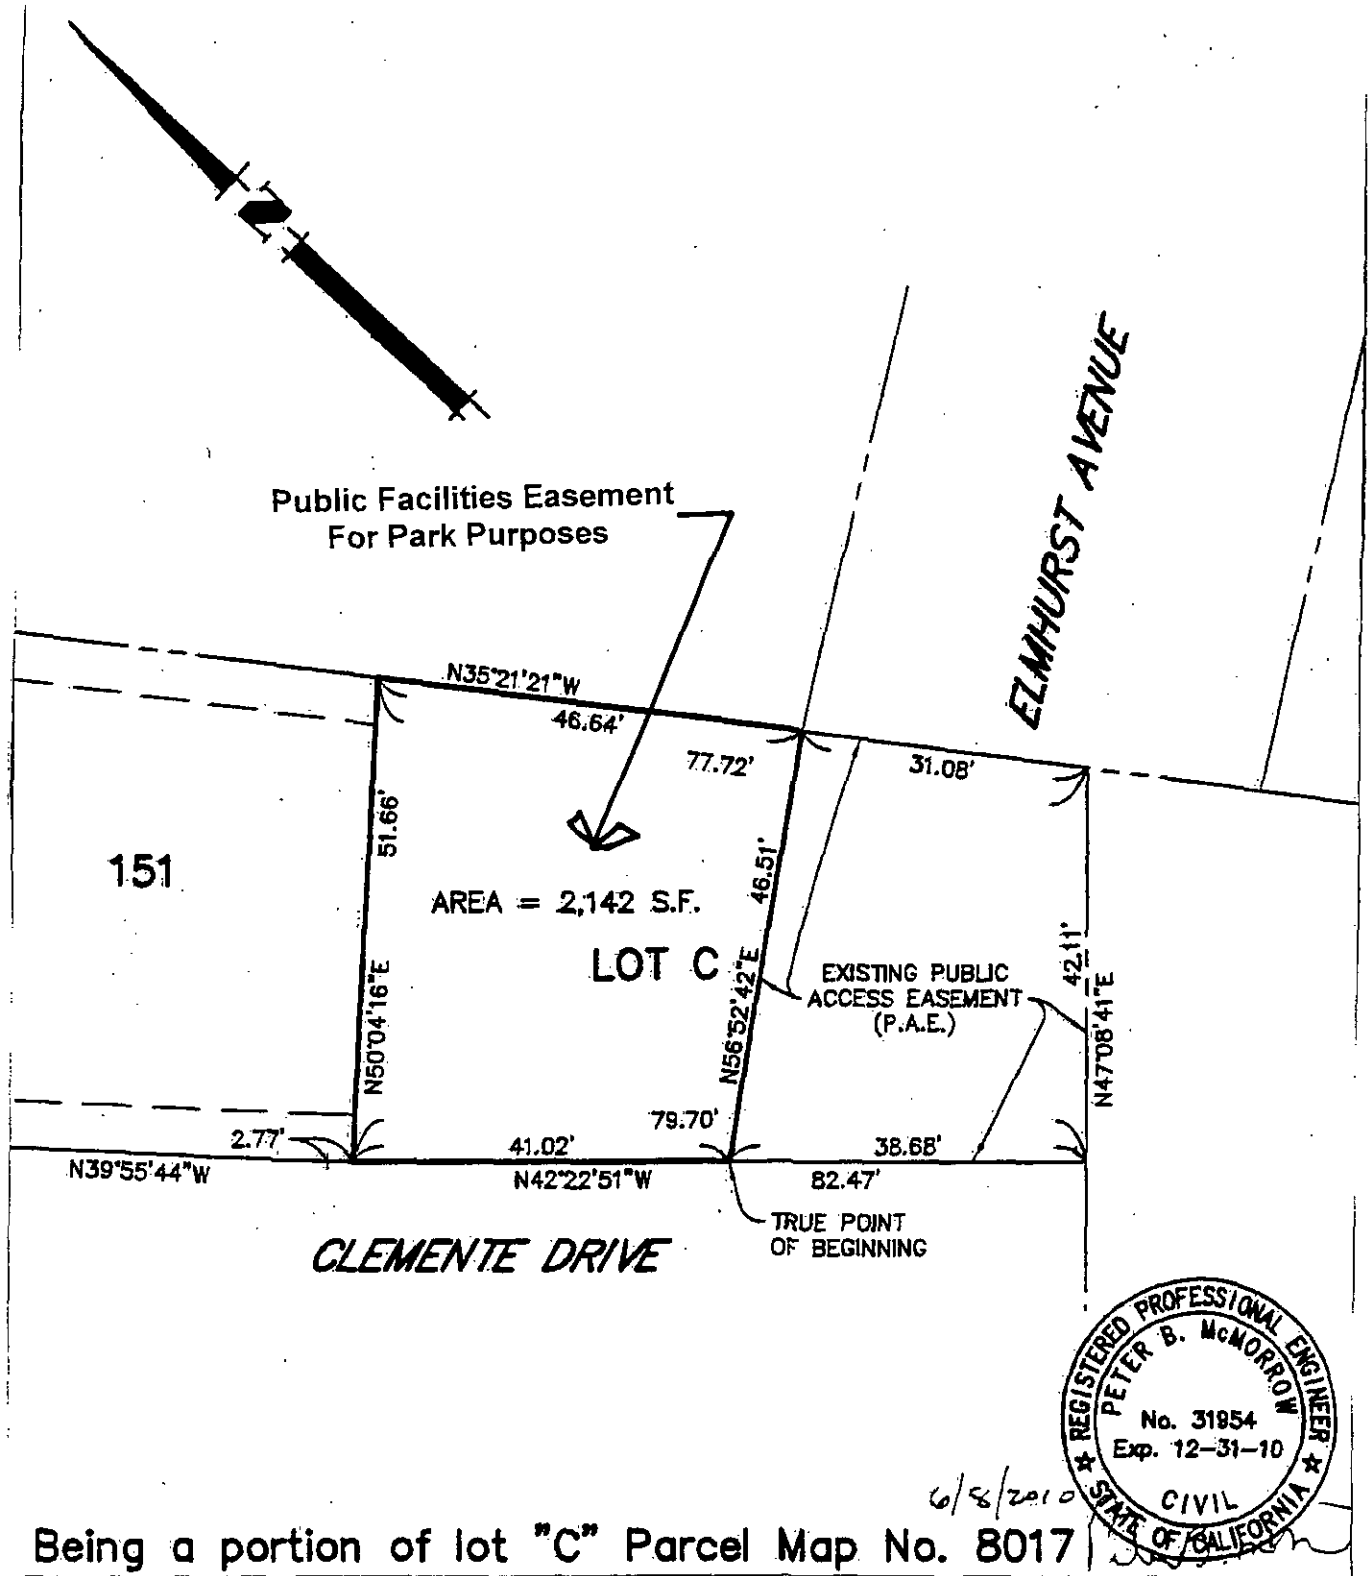 N
Public Facilities Easement
For Park Purposes
ELMHURST AVENUE
N35°21'21"W
46.64'
77.72'
31.08'
51.66'
46.51'
151
AREA = 2,142 S.F.
LOT C
42.11'
EXISTING PUBLIC
ACCESS EASEMENT
(P.A.E.)
N50°04'16"E
N56°52'42"E
N47°08'41"E
2.77'
41.02'
79.70'
38.68'
N39°55'44"W
N42°22'51"W
82.47'
TRUE POINT
OF BEGINNING
CLEMENTE DRIVE
REGISTERED PROFESSIONAL ENGINEER
PETER B. McMORROW
No. 31954
Exp. 12-31-10
CIVIL
STATE OF CALIFORNIA
6/8/2010
Being a portion of lot "C" Parcel Map No. 8017